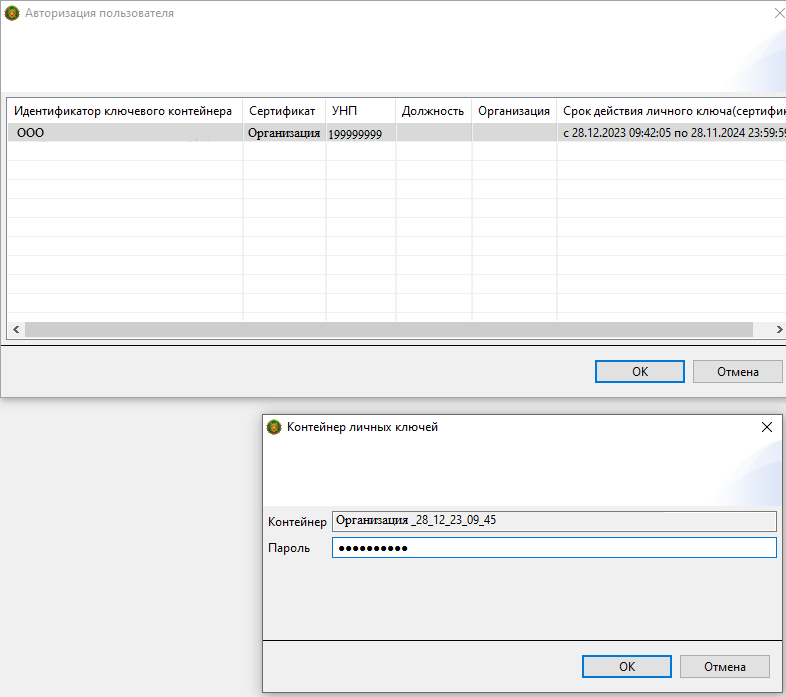 Авторизация пользователя
Идентификатор ключевого контейнера Сертификат УНП Должность Организация Срок действия личного ключа(сертифик
ООО Организация 199999999 с 28.12.2023 09:42:05 по 28.11.2024 23:59:59
ОК Отмена
Контейнер личных ключей
Контейнер Организация _28_12_23_09_45
Пароль ●●●●●●●●●●
ОК Отмена